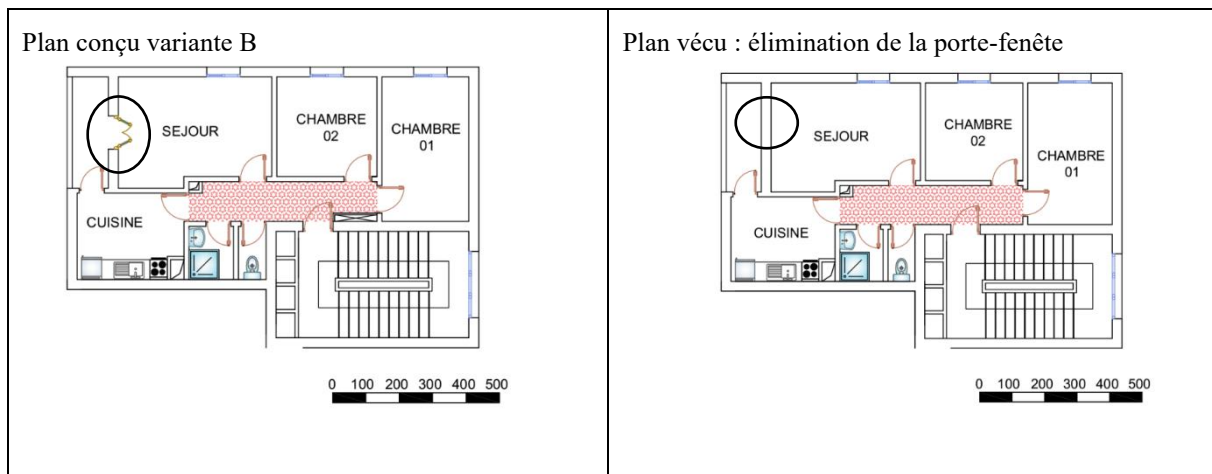 Plan conçu variante B
SEJOUR
CHAMBRE
02
CHAMBRE
01
CUISINE
0 100 200 300 400 500
Plan vécu : élimination de la porte-fenête
SEJOUR
CHAMBRE
02
CHAMBRE
01
CUISINE
0 100 200 300 400 500